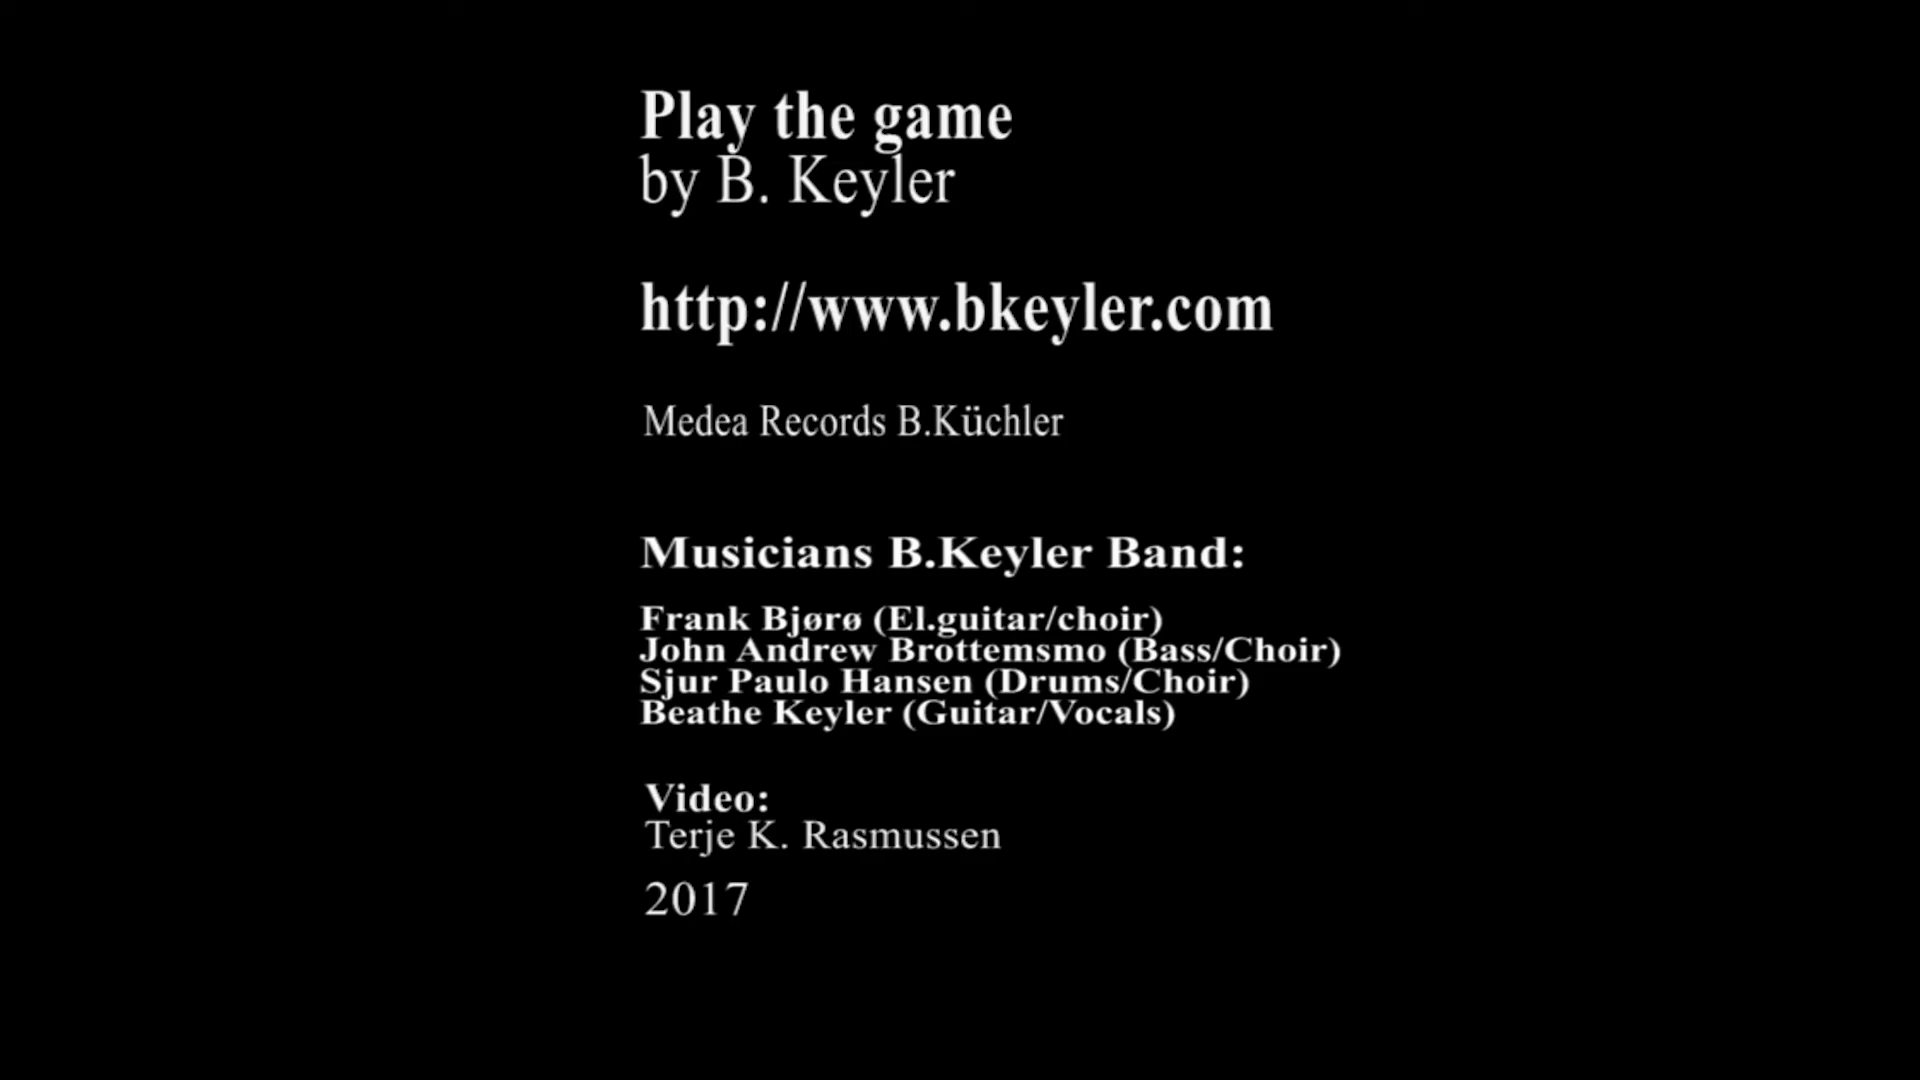 Play the game
by B. Keyler
http://www.bkeyler.com
Medea Records B.Küchler
Musicians B.Keyler Band:
Frank Bjørø (El.guitar/choir)
John Andrew Brottemsmo (Bass/Choir)
Sjur Paulo Hansen (Drums/Choir)
Beathe Keyler (Guitar/Vocals)
Video:
Terje K. Rasmussen
2017